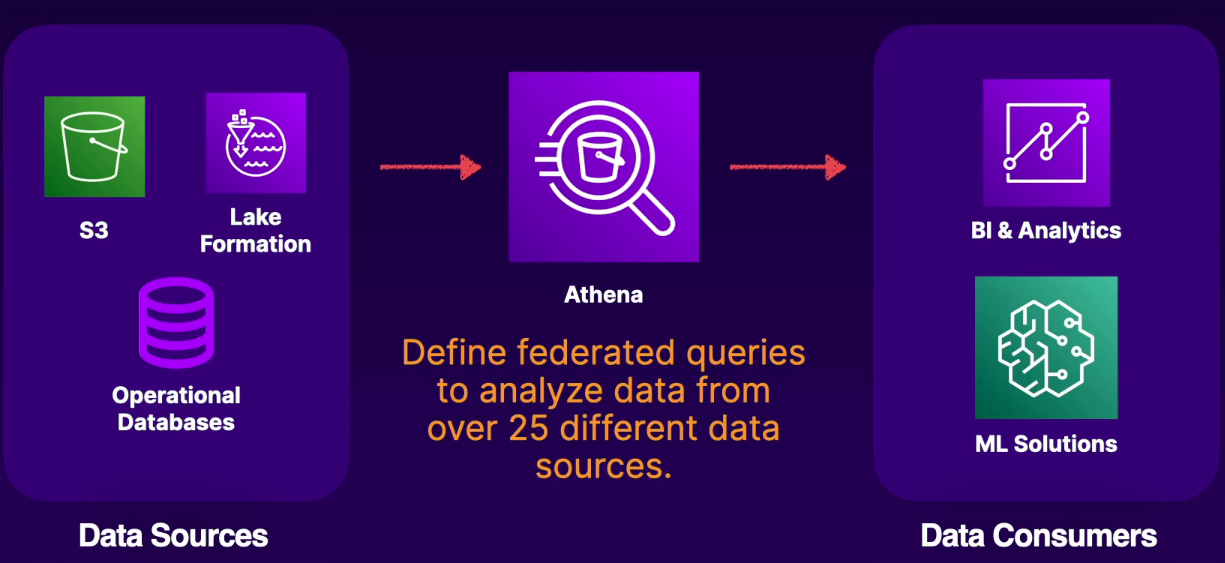 S3
Lake
Formation
Operational
Databases
Data Sources
Athena
Define federated queries
to analyze data from
over 25 different data
sources.
BI & Analytics
ML Solutions
Data Consumers